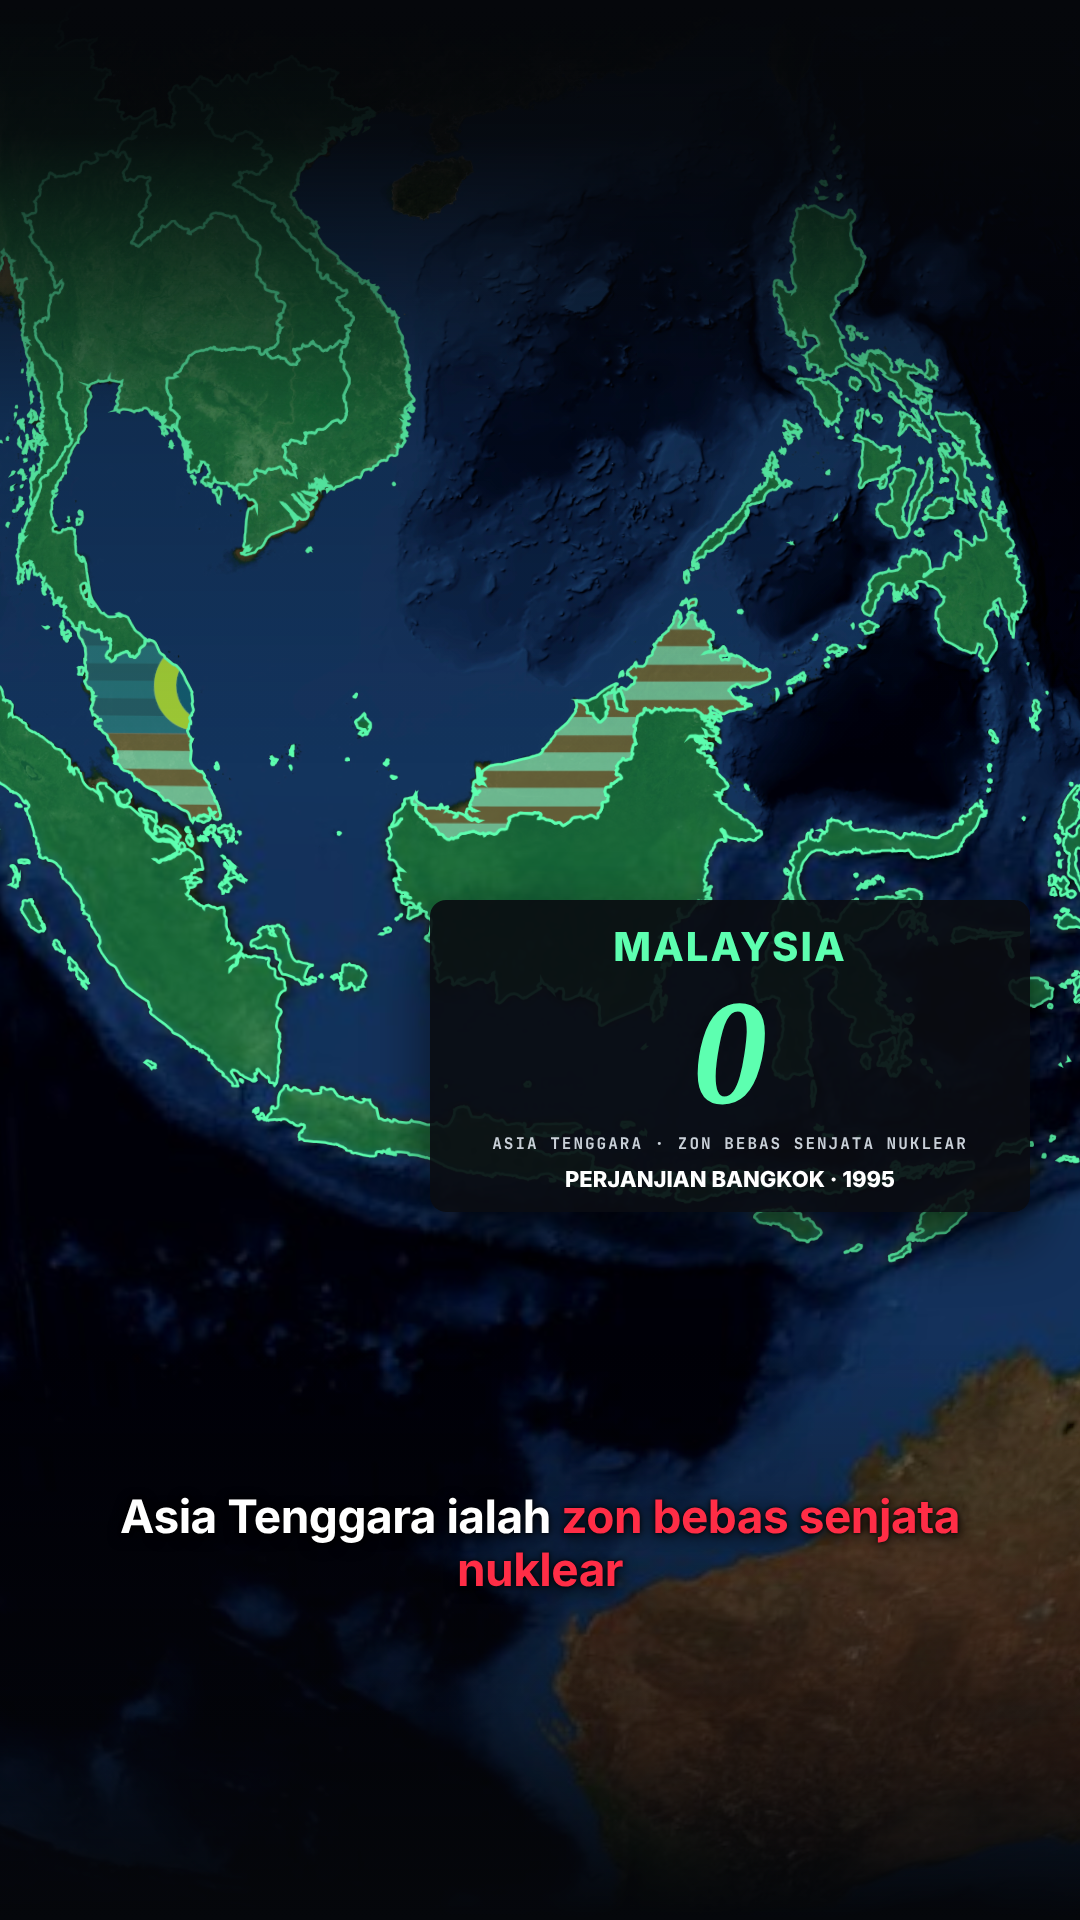 MALAYSIA
0
ASIA TENGGARA · ZON BEBAS SENJATA NUKLEAR
PERJANJIAN BANGKOK · 1995
Asia Tenggara ialah zon bebas senjata
nuklear